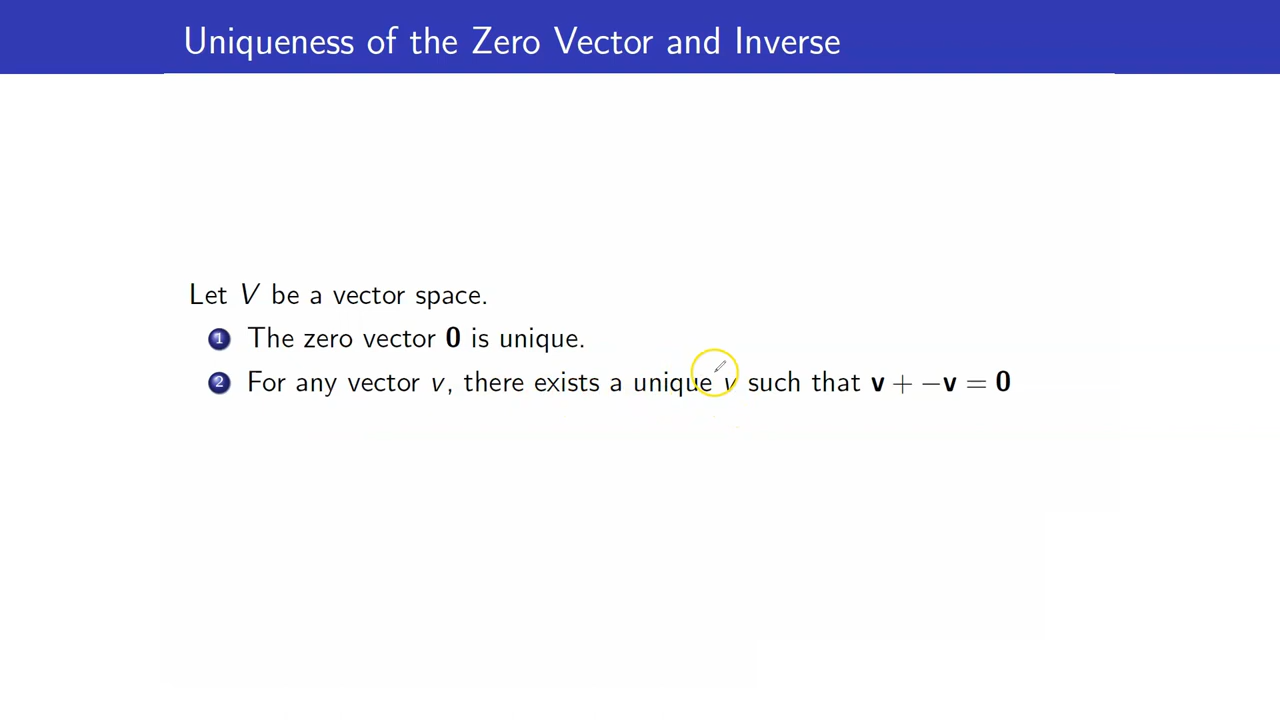 Uniqueness of the Zero Vector and Inverse
Let V be a vector space.
1 The zero vector 0 is unique.
2 For any vector v, there exists a unique v such that v + −v = 0